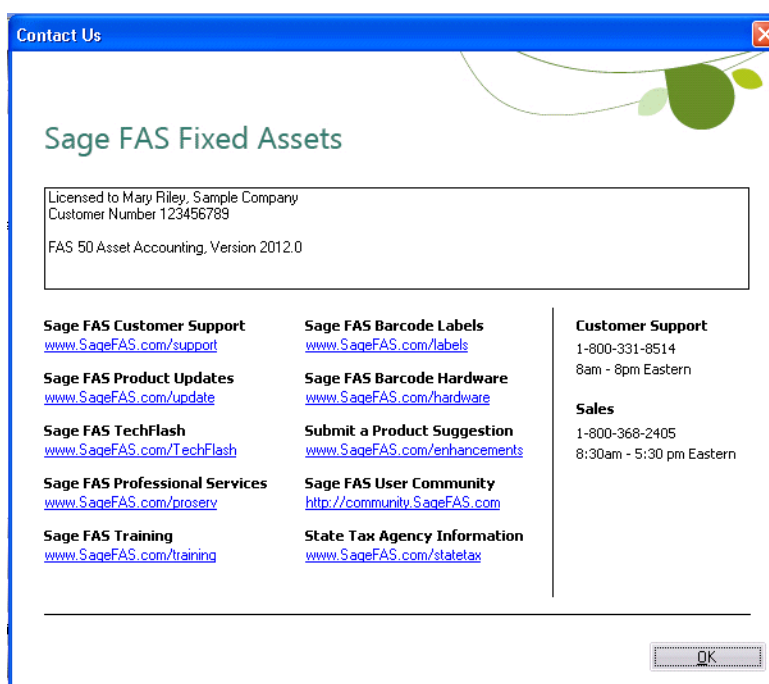 Contact Us
Sage FAS Fixed Assets
Licensed to Mary Riley, Sample Company
Customer Number 123456789
FAS 50 Asset Accounting, Version 2012.0
Sage FAS Customer Support
www.SageFAS.com/support
Sage FAS Product Updates
www.SageFAS.com/update
Sage FAS TechFlash
www.SageFAS.com/TechFlash
Sage FAS Professional Services
www.SageFAS.com/proserv
Sage FAS Training
www.SageFAS.com/training
Sage FAS Barcode Labels
www.SageFAS.com/labels
Sage FAS Barcode Hardware
www.SageFAS.com/hardware
Submit a Product Suggestion
www.SageFAS.com/enhancements
Sage FAS User Community
http://community.SageFAS.com
State Tax Agency Information
www.SageFAS.com/statetax
Customer Support
1-800-331-8514
8am - 8pm Eastern
Sales
1-800-368-2405
8:30am - 5:30 pm Eastern
OK